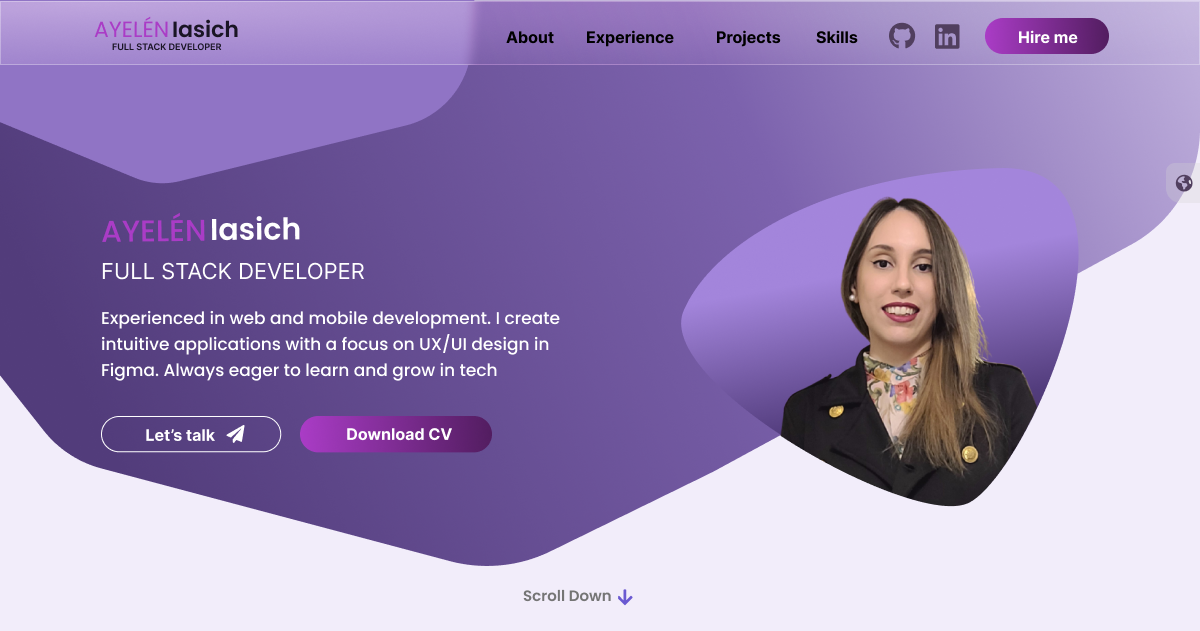 AYELÉN Iasich
FULL STACK DEVELOPER
About Experience Projects Skills in Hire me
AYELÉN Iasich
FULL STACK DEVELOPER
Experienced in web and mobile development. I create
intuitive applications with a focus on UX/UI design in
Figma. Always eager to learn and grow in tech
Let's talk Download CV
Scroll Down